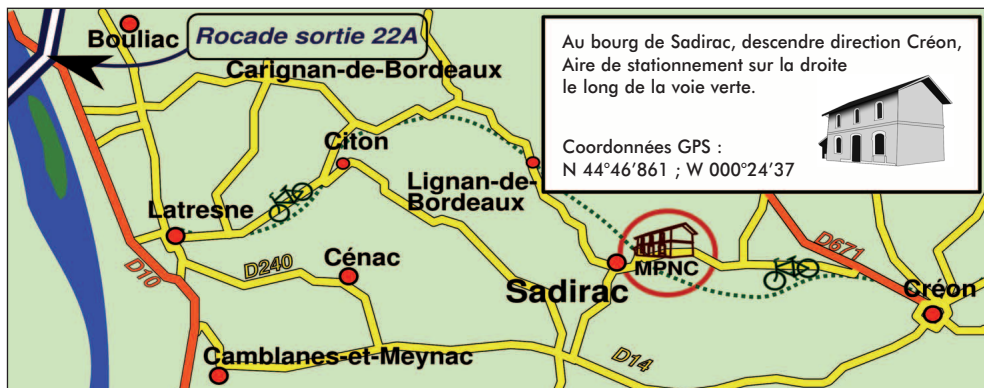 Bouliac
Rocade sortie 22A
Carignan-de-Bordeaux
Citon
Lignan-de-
Bordeaux
Latresne
D10
D240
Cénac
Sadirac
MPNC
D671
Créon
Camblanes-et-Meynac
D14
Au bourg de Sadirac, descendre direction Créon,
Aire de stationnement sur la droite
le long de la voie verte.
Coordonnées GPS :
N 44°46’861 ; W 000°24’37